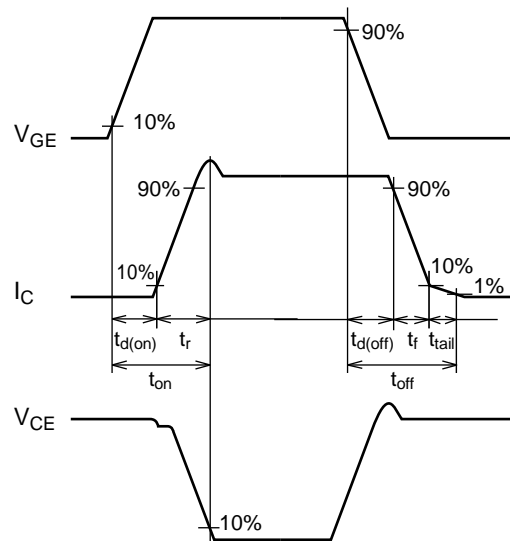 90%
V_GE
10%
90%
90%
10%
10%
1%
I_C
t_d(on)
t_r
t_d(off)
t_f
t_tail
t_on
t_off
V_CE
10%